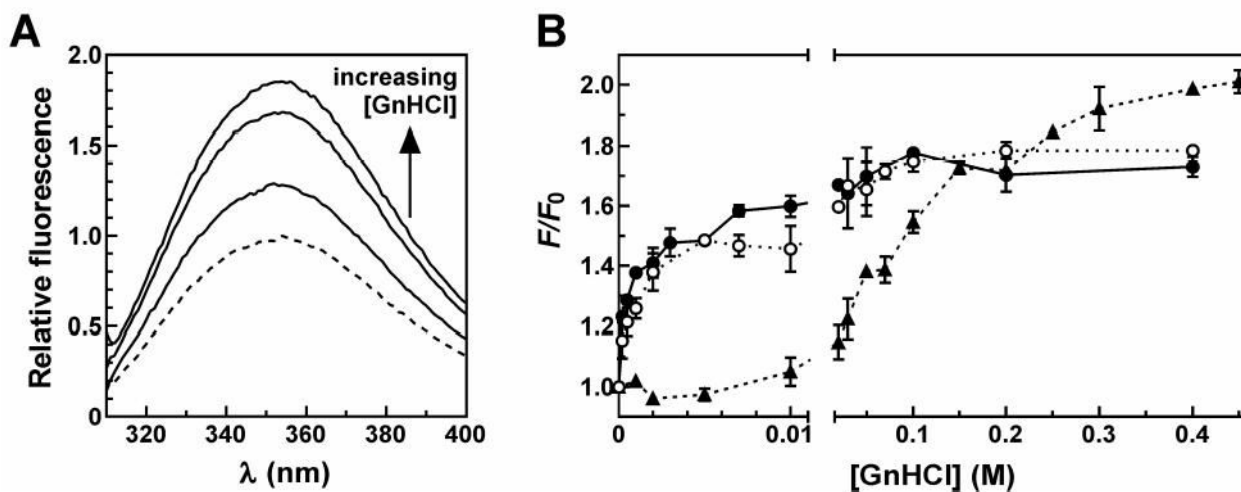 A
Relative fluorescence
2.0
1.5
1.0
0.5
0
increasing
[GnHCl]
320 340 360 380 400
λ (nm)
B
F/F0
2.0
1.8
1.6
1.4
1.2
1.0
0 0.01 0.1 0.2 0.3 0.4
[GnHCl] (M)